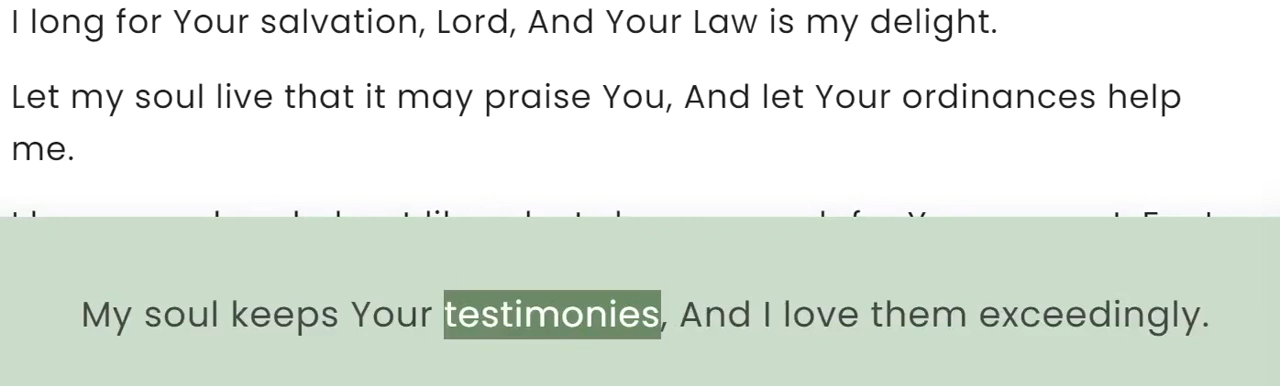 I long for Your salvation, Lord, And Your Law is my delight.
Let my soul live that it may praise You, And let Your ordinances help
me.
My soul keeps Your testimonies, And I love them exceedingly.